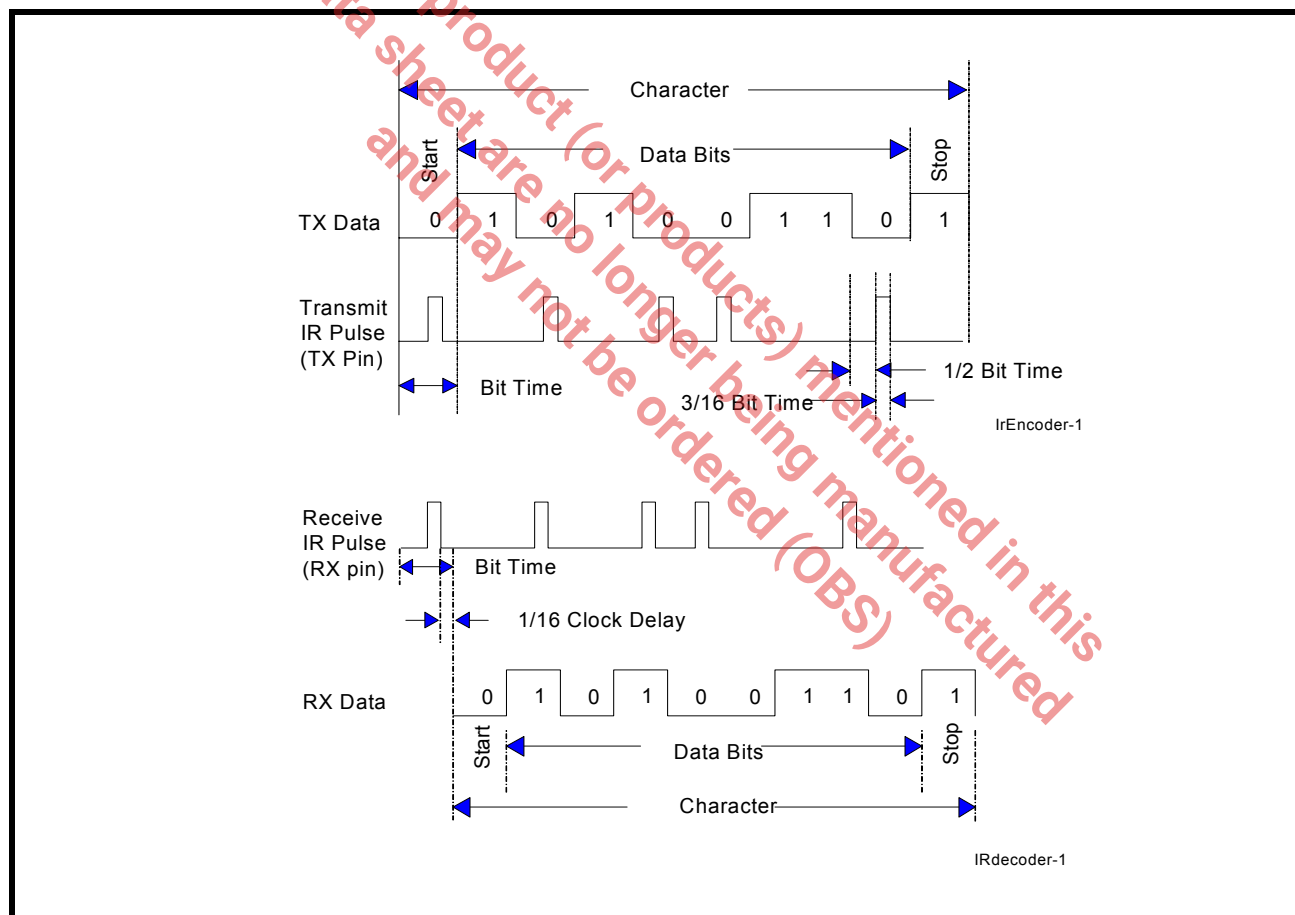 product (or products) mentioned in this
data sheet are no longer being manufactured
and may not be ordered (OBS)
Character
Start
Data Bits
Stop
TX Data
0 1 0 1 0 0 1 1 0 1
Transmit
IR Pulse
(TX Pin)
Bit Time
1/2 Bit Time
3/16 Bit Time
IrEncoder-1
Receive
IR Pulse
(RX pin)
Bit Time
1/16 Clock Delay
RX Data
0 1 0 1 0 0 1 1 0 1
Start
Data Bits
Stop
Character
IRdecoder-1